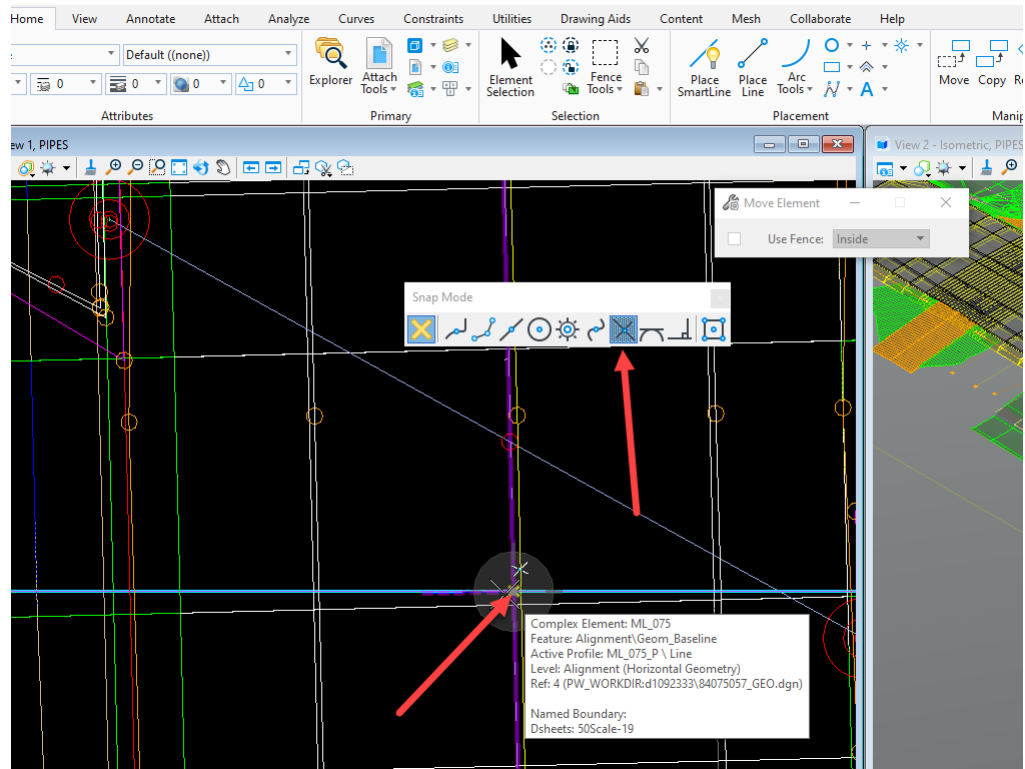 Home View Annotate Attach Analyze Curves Constraints Utilities Drawing Aids Content Mesh Collaborate Help
Default ((none))
0 0 0 0
Explorer Attach Tools
Element Selection
Fence Tools
Place SmartLine
Place Line
Arc Tools
A
Move Copy
Attributes Primary Selection Placement
View 1, PIPES
View 2 - Isometric, PIPES
Move Element
Use Fence: Inside
Snap Mode
Complex Element: ML_075
Feature: Alignment\Geom_Baseline
Active Profile: ML_075_P \ Line
Level: Alignment (Horizontal Geometry)
Ref: 4 (PW_WORKDIR:d1092333\84075057_GEO.dgn)
Named Boundary:
Dsheets: 50Scale-19